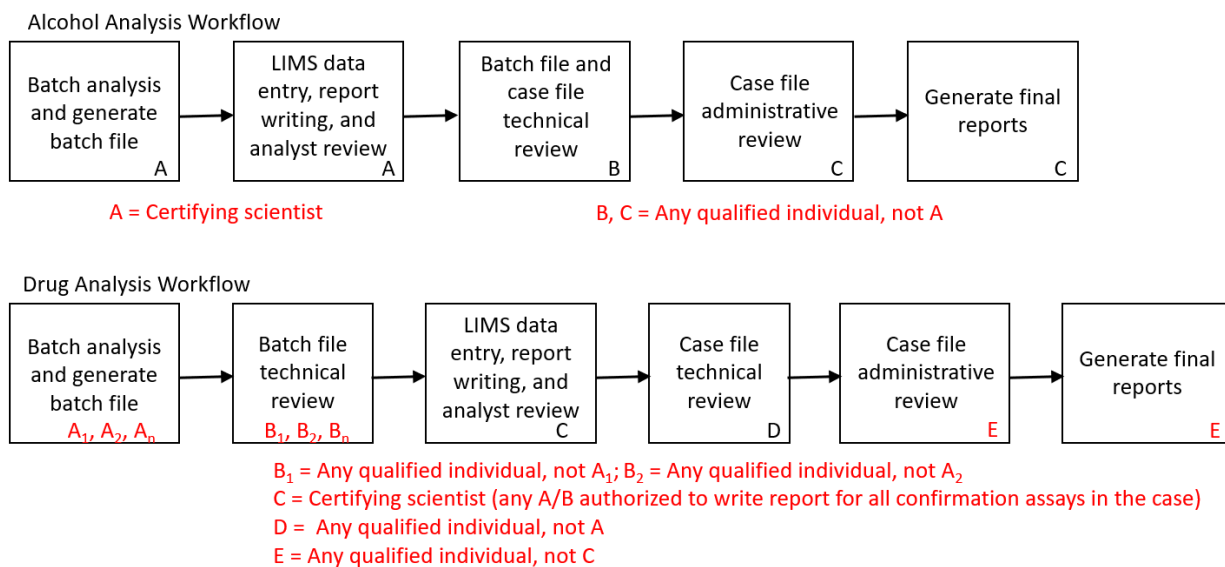 Alcohol Analysis Workflow
Batch analysis
and generate
batch file
A
LIMS data
entry, report
writing, and
analyst review
A
Batch file and
case file
technical
review
B
Case file
administrative
review
C
Generate final
reports
C
A = Certifying scientist
B, C = Any qualified individual, not A
Drug Analysis Workflow
Batch analysis
and generate
batch file
A₁, A₂, Aₙ
Batch file
technical
review
B₁, B₂, Bₙ
LIMS data
entry, report
writing, and
analyst review
C
Case file
technical
review
D
Case file
administrative
review
E
Generate final
reports
E
B₁ = Any qualified individual, not A₁; B₂ = Any qualified individual, not A₂
C = Certifying scientist (any A/B authorized to write report for all confirmation assays in the case)
D = Any qualified individual, not A
E = Any qualified individual, not C